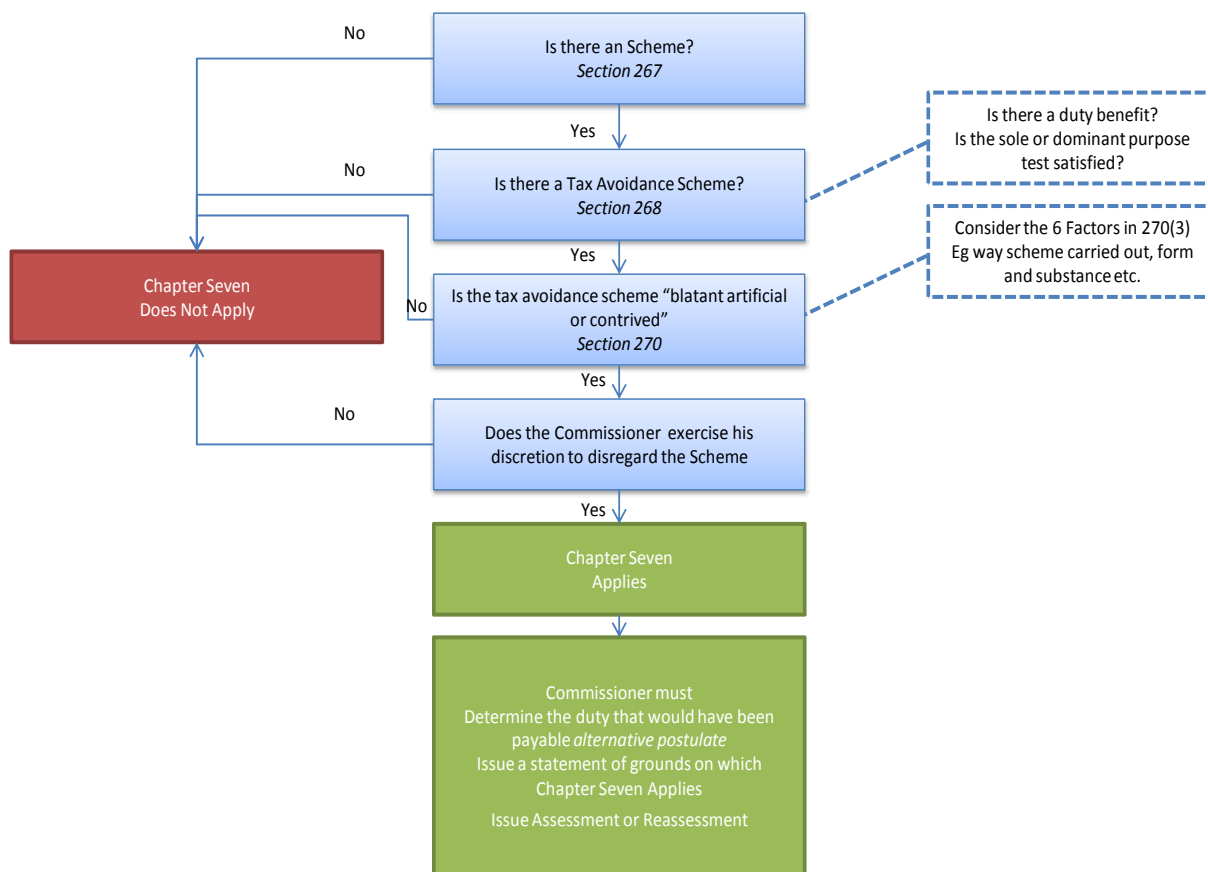 No
Is there an Scheme?
Section 267
Yes
Is there a duty benefit?
Is the sole or dominant purpose
test satisfied?
No
Is there a Tax Avoidance Scheme?
Section 268
Yes
Consider the 6 Factors in 270(3)
Eg way scheme carried out, form
and substance etc.
Chapter Seven
Does Not Apply
No
Is the tax avoidance scheme “blatant artificial
or contrived”
Section 270
Yes
No
Does the Commissioner exercise his
discretion to disregard the Scheme
Yes
Chapter Seven
Applies
Commissioner must
Determine the duty that would have been
payable alternative postulate
Issue a statement of grounds on which
Chapter Seven Applies
Issue Assessment or Reassessment